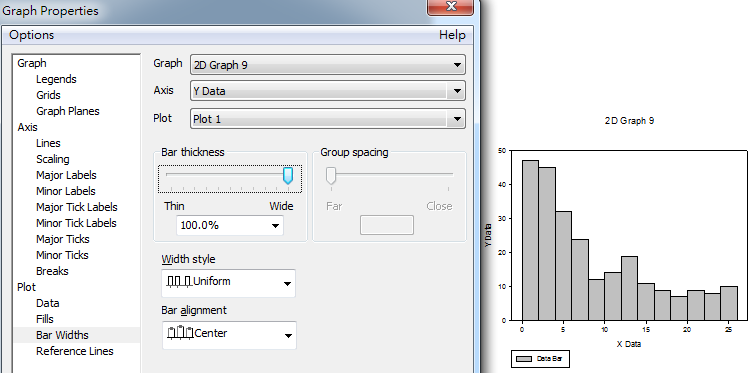 Graph Properties
Options
Help
Graph
Legends
Grids
Graph Planes
Axis
Lines
Scaling
Major Labels
Minor Labels
Major Tick Labels
Minor Tick Labels
Major Ticks
Minor Ticks
Breaks
Plot
Data
Fills
Bar Widths
Reference Lines
Graph 2D Graph 9
Axis Y Data
Plot Plot 1
Bar thickness
Thin Wide
100.0%
Group spacing
Far Close
Width style
Uniform
Bar alignment
Center
2D Graph 9
Y Data
50
40
30
20
10
0
0 5 10 15 20 25
X Data
Data Bar